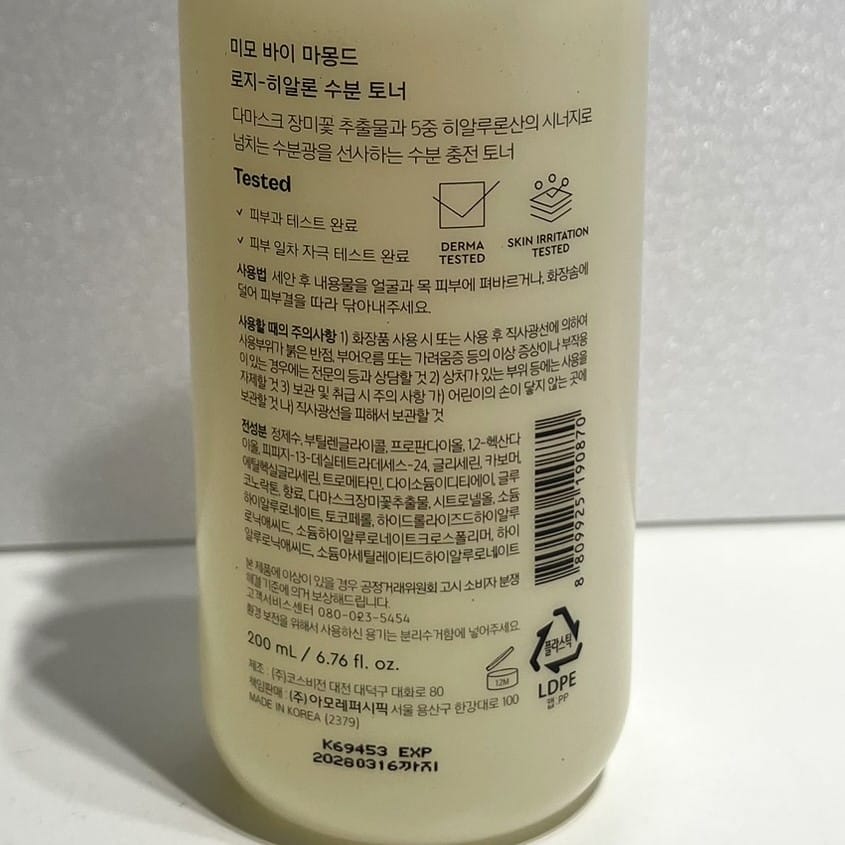 미모 바이 마몽드
로지-히알론 수분 토너
다마스크 장미꽃 추출물과 5중 히알루론산의 시너지로
넘치는 수분광을 선사하는 수분 충전 토너
Tested
✓ 피부과 테스트 완료
✓ 피부 일차 자극 테스트 완료
DERMA
TESTED
SKIN IRRITATION
TESTED
사용법 세안 후 내용물을 얼굴과 목 피부에 펴바르거나, 화장솜에
덜어 피부결을 따라 닦아내주세요.
사용할 때의 주의사항 1) 화장품 사용 시 또는 사용 후 직사광선에 의하여
사용부위가 붉은 반점, 부어오름 또는 가려움증 등의 이상 증상이나 부작용
이 있는 경우에는 전문의 등과 상담할 것 2) 상처가 있는 부위 등에는 사용을
자제할 것 3) 보관 및 취급 시 주의 사항 가) 어린이의 손이 닿지 않는 곳에
보관할 것 나) 직사광선을 피해서 보관할 것
전성분 정제수, 부틸렌글라이콜, 프로판다이올, 1,2-헥산다
이올, 피피지-13-데실테트라데세스-24, 글리세린, 카보머,
에틸헥실글리세린, 트로메타민, 다이소듐이디티에이, 글루
코노락톤, 향료, 다마스크장미꽃추출물, 시트로넬올, 소듐
하이알루로네이트, 토코페롤, 하이드롤라이즈드하이알루
로닉애씨드, 소듐하이알루로네이트크로스폴리머, 하이
알루로닉애씨드, 소듐아세틸레이티드하이알루로네이트
8 809925 190870
본 제품에 이상이 있을 경우 공정거래위원회 고시 소비자 분쟁
해결기준에 의거 보상해드립니다.
고객서비스센터 080-023-5454
환경 보전을 위해서 사용하신 용기는 분리수거함에 넣어주세요
200 mL / 6.76 fl. oz.
12M
플라스틱
LDPE
캡: PP
제조 : (주)코스비전 대전 대덕구 대화로 80
책임판매 : (주)아모레퍼시픽 서울 용산구 한강대로 100
MADE IN KOREA (2379)
K69453 EXP
20280316까지